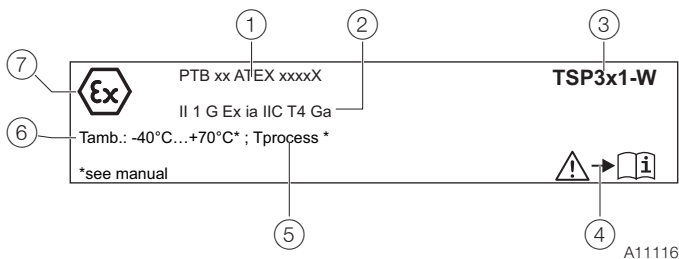 1 2 3
7 PTB xx ATEX xxxxX TSP3x1-W
Ex
II 1 G Ex ia IIC T4 Ga
6 Tamb.: -40°C…+70°C* ; Tprocess *
*see manual i
5 4
A11116